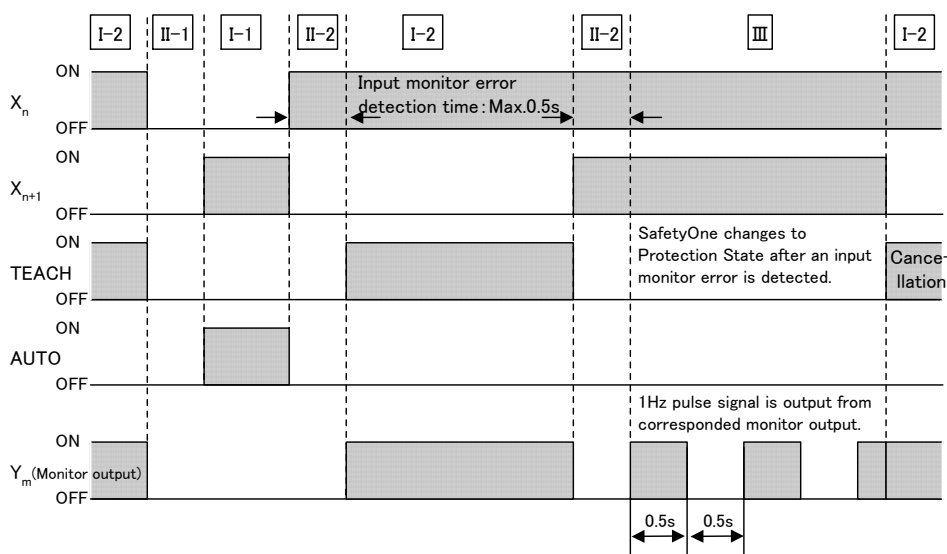 I-2 II-1 I-1 II-2 I-2 II-2 III I-2
ON
Xn
OFF
Input monitor error
detection time：Max.0.5s
ON
Xn+1
OFF
ON
TEACH
OFF
SafetyOne changes to
Protection State after an input
monitor error is detected.
Cance-
llation
ON
AUTO
OFF
1Hz pulse signal is output from
corresponded monitor output.
ON
Ym(Monitor output)
OFF
0.5s 0.5s